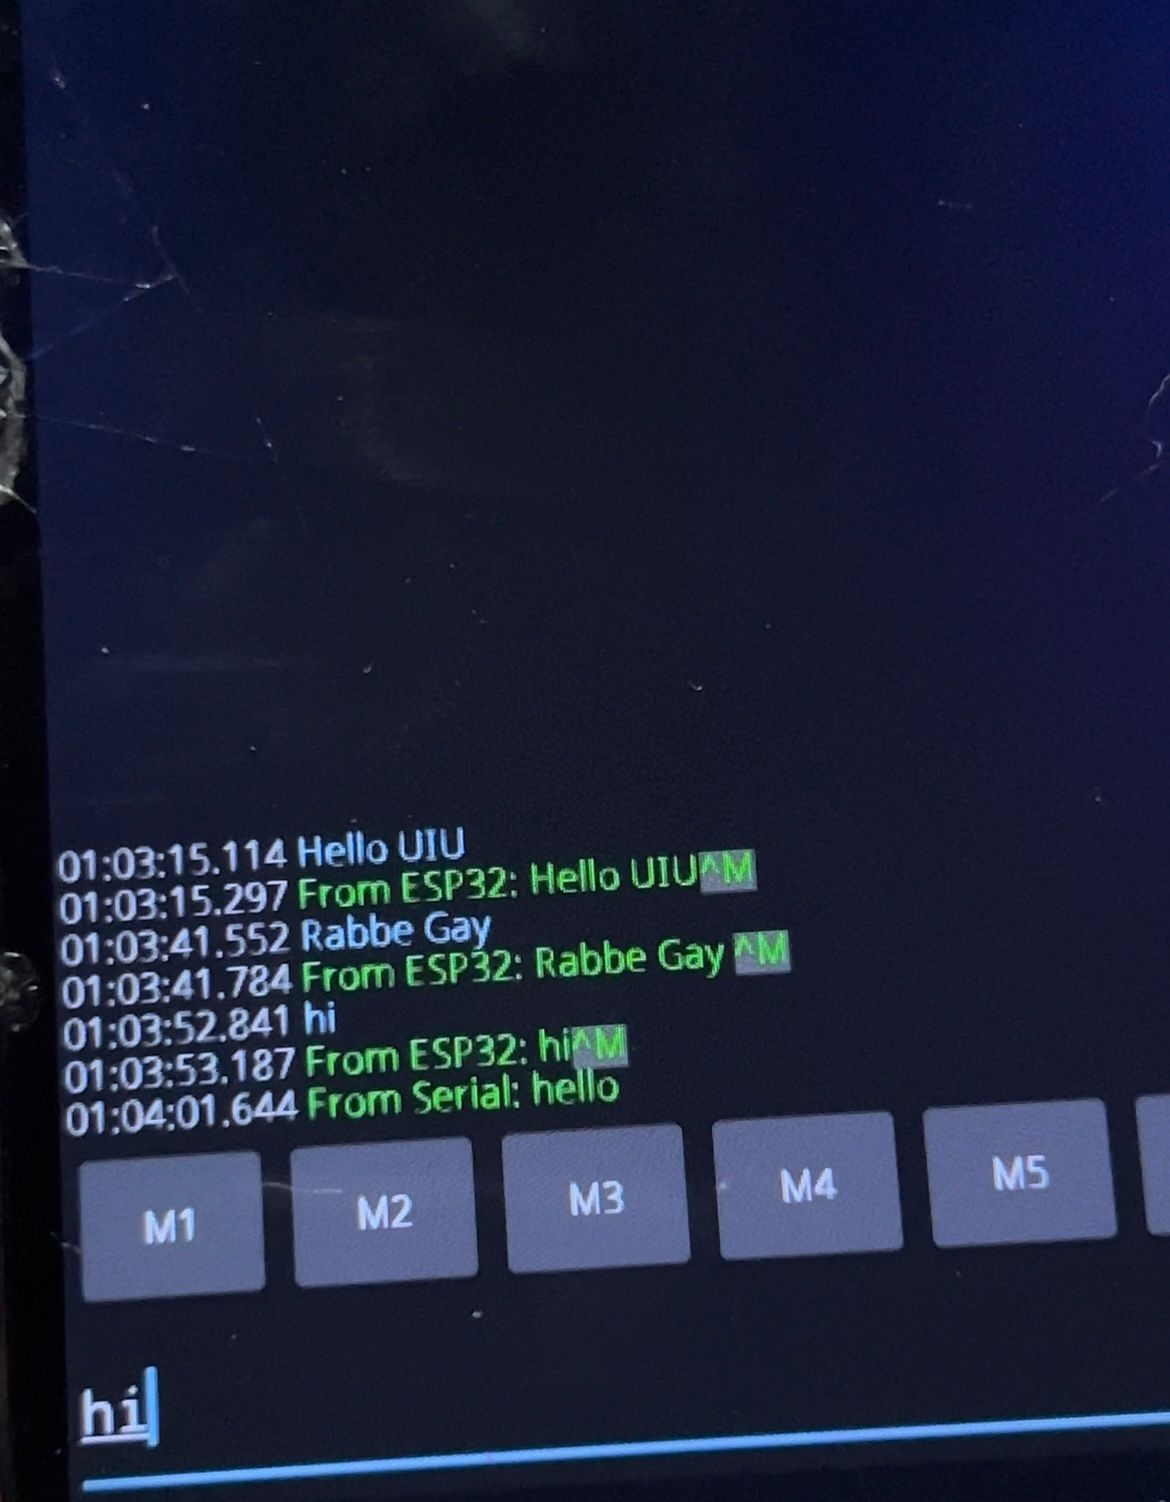 01:03:15.114 Hello UIU
01:03:15.297 From ESP32: Hello UIU^M
01:03:41.552 Rabbe Gay
01:03:41.784 From ESP32: Rabbe Gay ^M
01:03:52.841 hi
01:03:53.187 From ESP32: hi^M
01:04:01.644 From Serial: hello
M1 M2 M3 M4 M5
hi